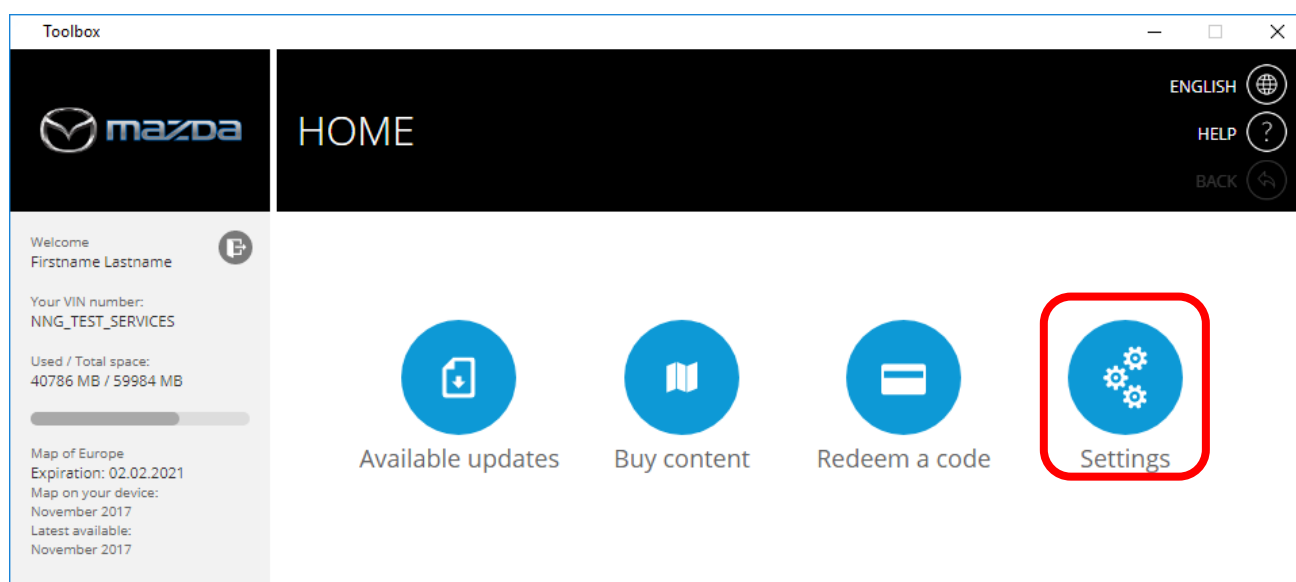 Toolbox
mazda
HOME
ENGLISH
HELP
BACK
Welcome
Firstname Lastname
Your VIN number:
NNG_TEST_SERVICES
Used / Total space:
40786 MB / 59984 MB
Map of Europe
Expiration: 02.02.2021
Map on your device:
November 2017
Latest available:
November 2017
Available updates
Buy content
Redeem a code
Settings